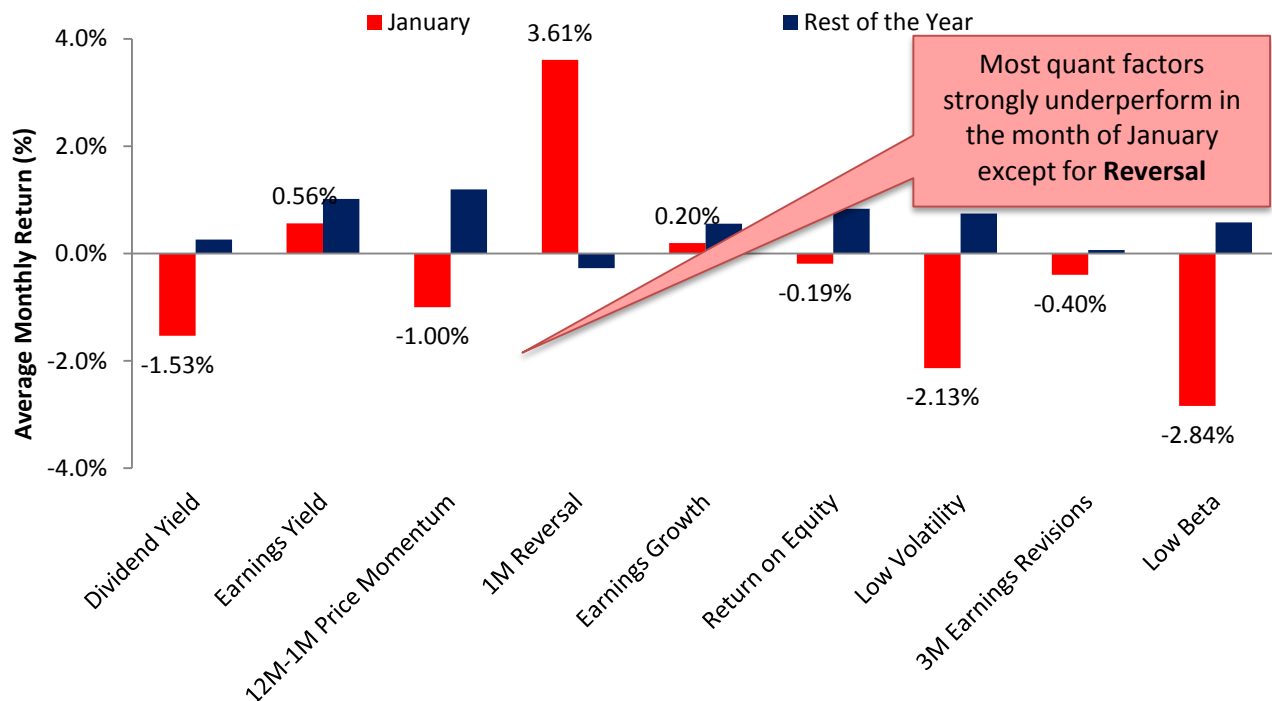 January
Rest of the Year
Average Monthly Return (%)
4.0%
2.0%
0.0%
-2.0%
-4.0%
Most quant factors
strongly underperform in
the month of January
except for Reversal
-1.53%
0.56%
-1.00%
3.61%
0.20%
-0.19%
-2.13%
-0.40%
-2.84%
Dividend Yield
Earnings Yield
12M-1M Price Momentum
1M Reversal
Earnings Growth
Return on Equity
Low Volatility
3M Earnings Revisions
Low Beta